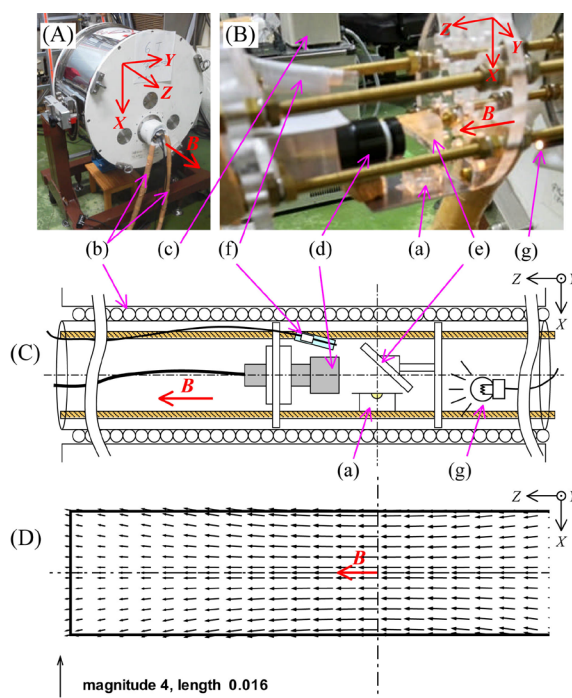 (A)
Y
Z
X
B
(B)
Z
Y
X
B
(b)
(c)
(f)
(d)
(a)
(e)
(g)
Z
Y
X
(C)
B
(a)
(g)
Z
Y
X
(D)
B
magnitude 4, length 0.016